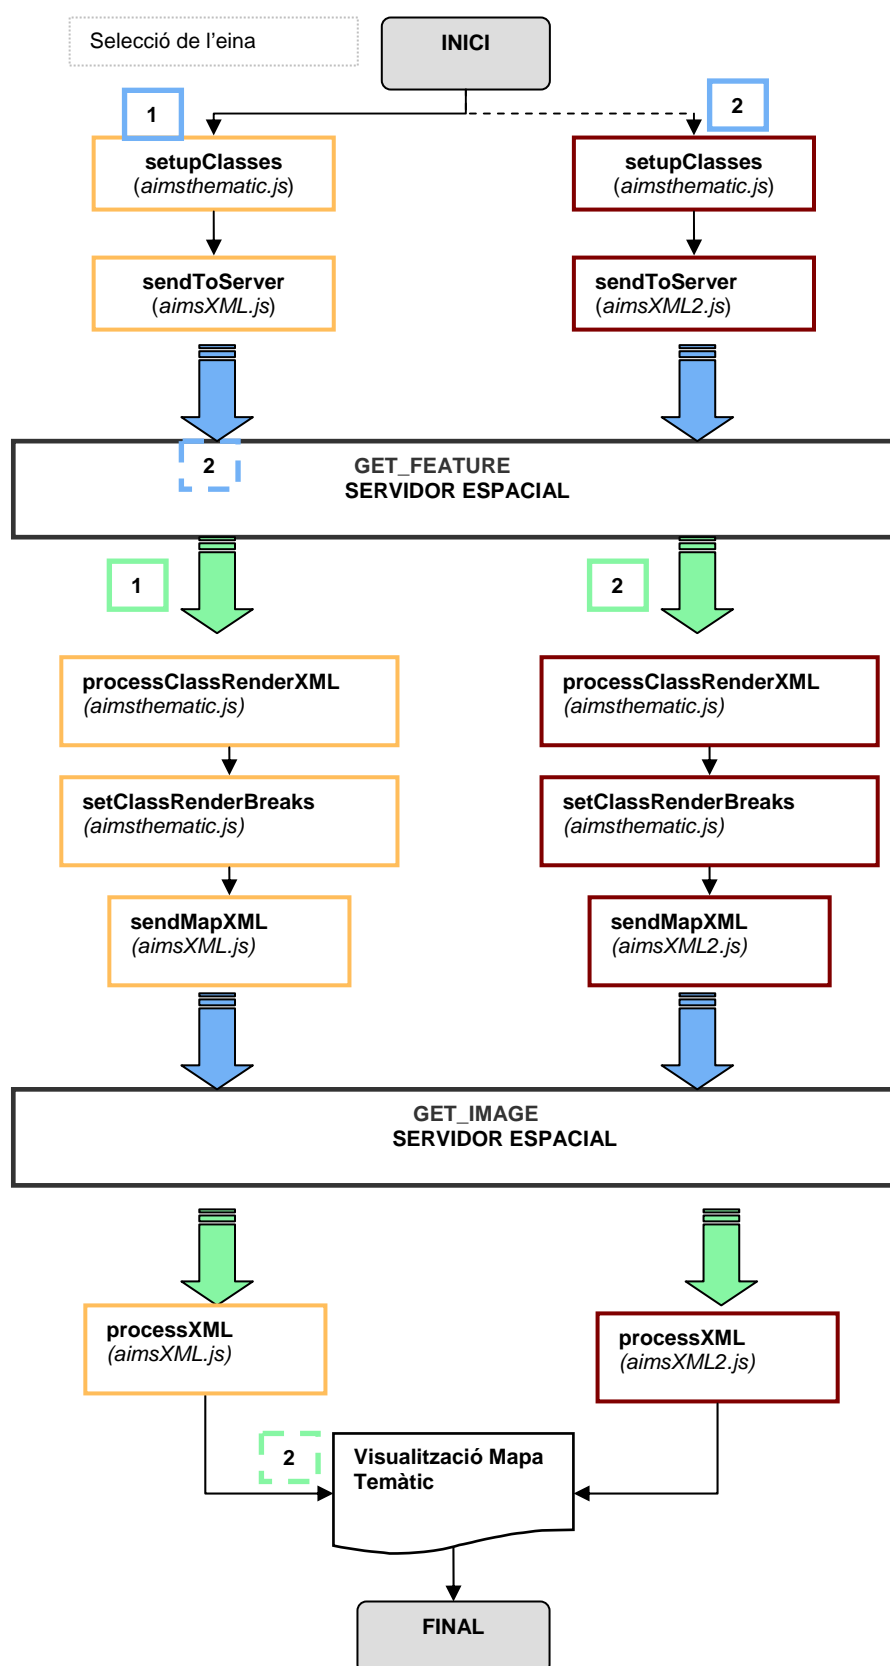 Selecció de l'eina
INICI
1
2
setupClasses
(aimsthematic.js)
setupClasses
(aimsthematic.js)
sendToServer
(aimsXML.js)
sendToServer
(aimsXML2.js)
2
GET_FEATURE
SERVIDOR ESPACIAL
1
2
processClassRenderXML
(aimsthematic.js)
processClassRenderXML
(aimsthematic.js)
setClassRenderBreaks
(aimsthematic.js)
setClassRenderBreaks
(aimsthematic.js)
sendMapXML
(aimsXML.js)
sendMapXML
(aimsXML2.js)
GET_IMAGE
SERVIDOR ESPACIAL
processXML
(aimsXML.js)
processXML
(aimsXML2.js)
2
Visualització Mapa
Temàtic
FINAL